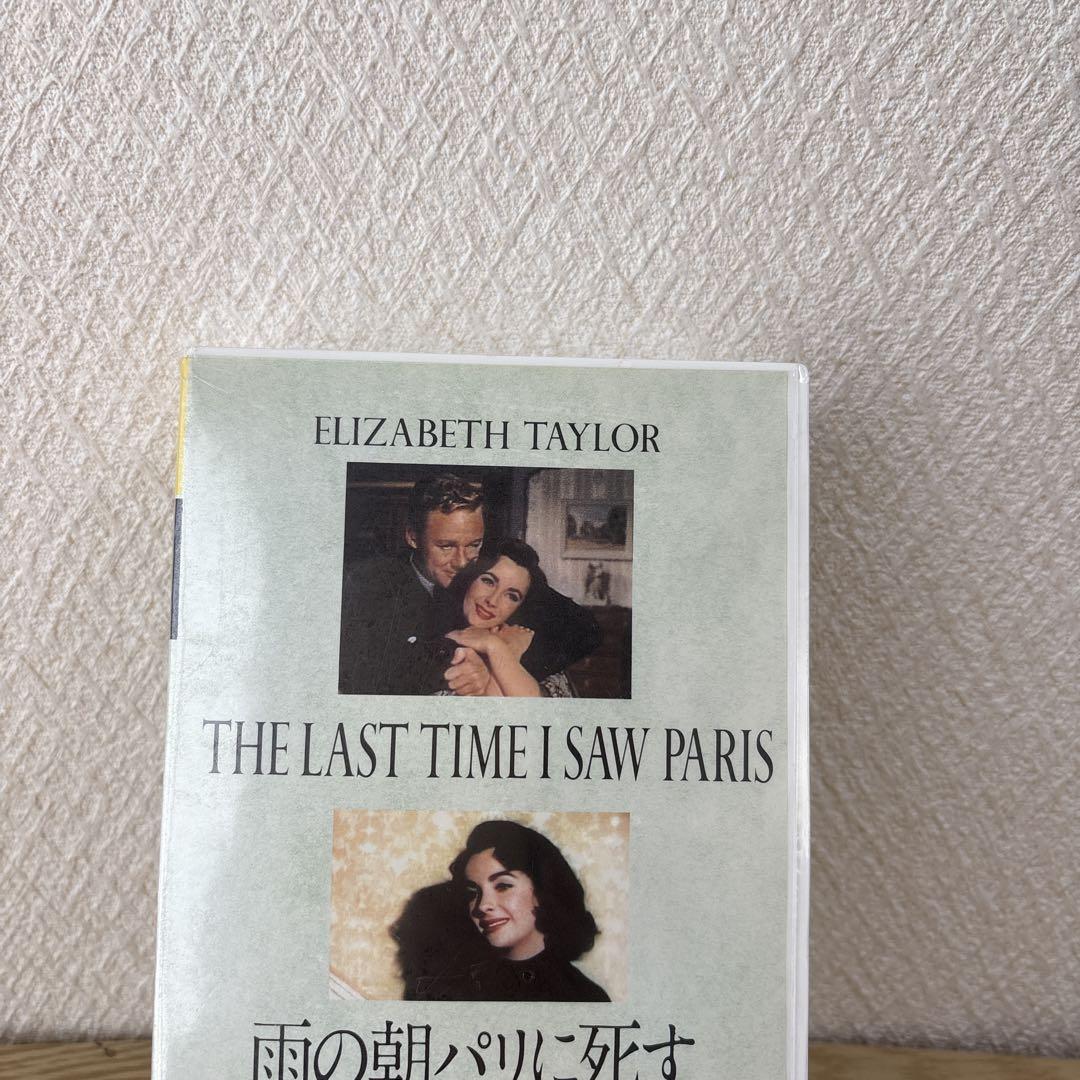 ELIZABETH TAYLOR
THE LAST TIME I SAW PARIS
雨の朝パリに死す